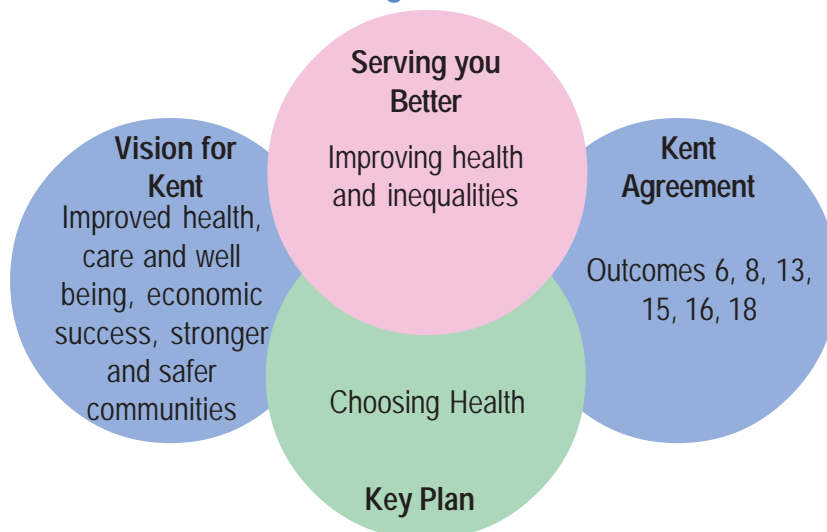 Serving you
Better
Improving health
and inequalities
Vision for
Kent
Improved health,
care and well
being, economic
success, stronger
and safer
communities
Kent
Agreement
Outcomes 6, 8, 13,
15, 16, 18
Choosing Health
Key Plan